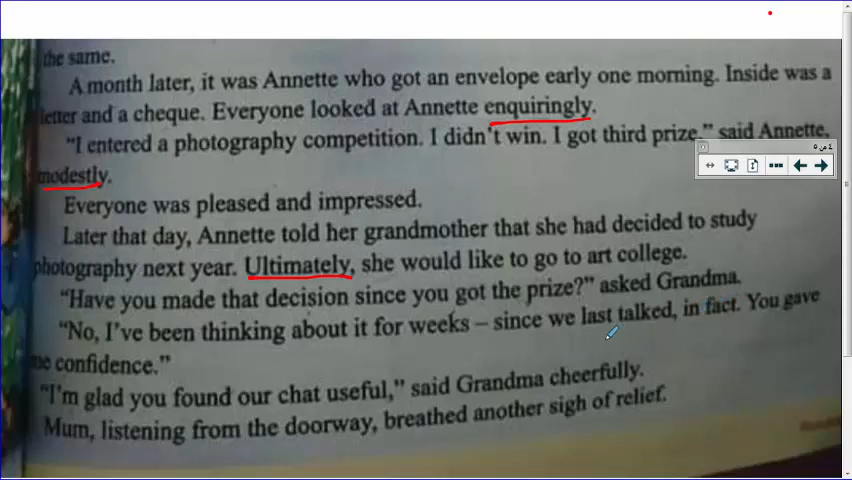 the same.
A month later, it was Annette who got an envelope early one morning. Inside was a
letter and a cheque. Everyone looked at Annette enquiringly.
"I entered a photography competition. I didn't win. I got third prize," said Annette,
modestly.
Everyone was pleased and impressed.
Later that day, Annette told her grandmother that she had decided to study
photography next year. Ultimately, she would like to go to art college.
"Have you made that decision since you got the prize?" asked Grandma.
"No, I've been thinking about it for weeks – since we last talked, in fact. You gave
me confidence."
"I'm glad you found our chat useful," said Grandma cheerfully.
Mum, listening from the doorway, breathed another sigh of relief.